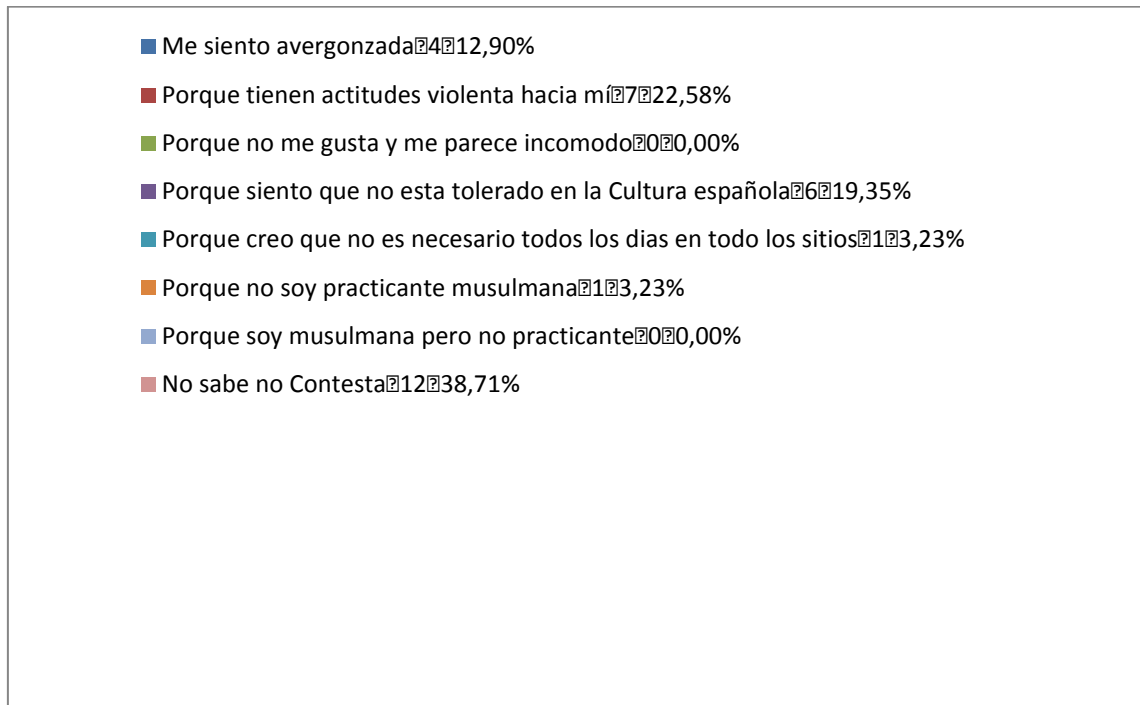 Me siento avergonzada⍰4⍰12,90%
Porque tienen actitudes violenta hacia mí⍰7⍰22,58%
Porque no me gusta y me parece incomodo⍰0⍰0,00%
Porque siento que no esta tolerado en la Cultura española⍰6⍰19,35%
Porque creo que no es necesario todos los dias en todo los sitios⍰1⍰3,23%
Porque no soy practicante musulmana⍰1⍰3,23%
Porque soy musulmana pero no practicante⍰0⍰0,00%
No sabe no Contesta⍰12⍰38,71%